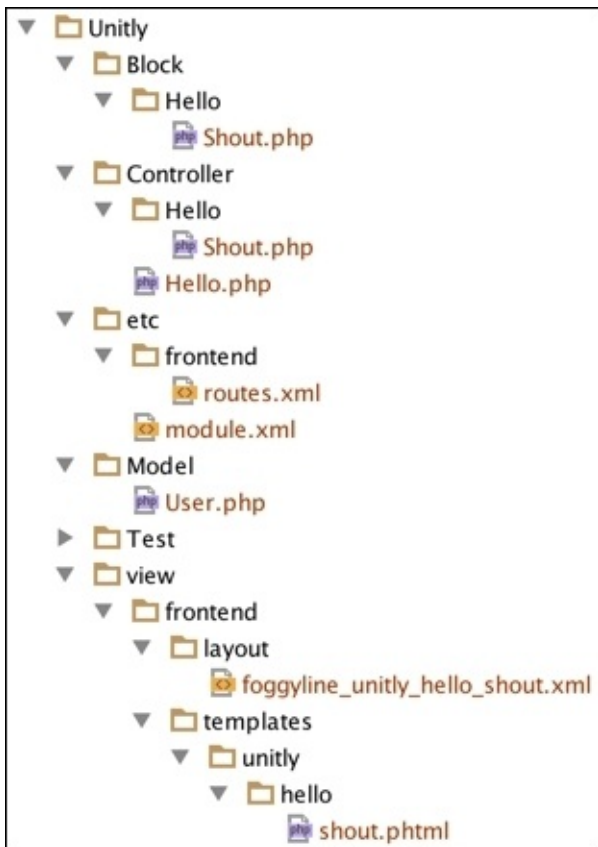 Unitly
Block
Hello
Shout.php
Controller
Hello
Shout.php
Hello.php
etc
frontend
routes.xml
module.xml
Model
User.php
Test
view
frontend
layout
foggyline_unitly_hello_shout.xml
templates
unitly
hello
shout.phtml